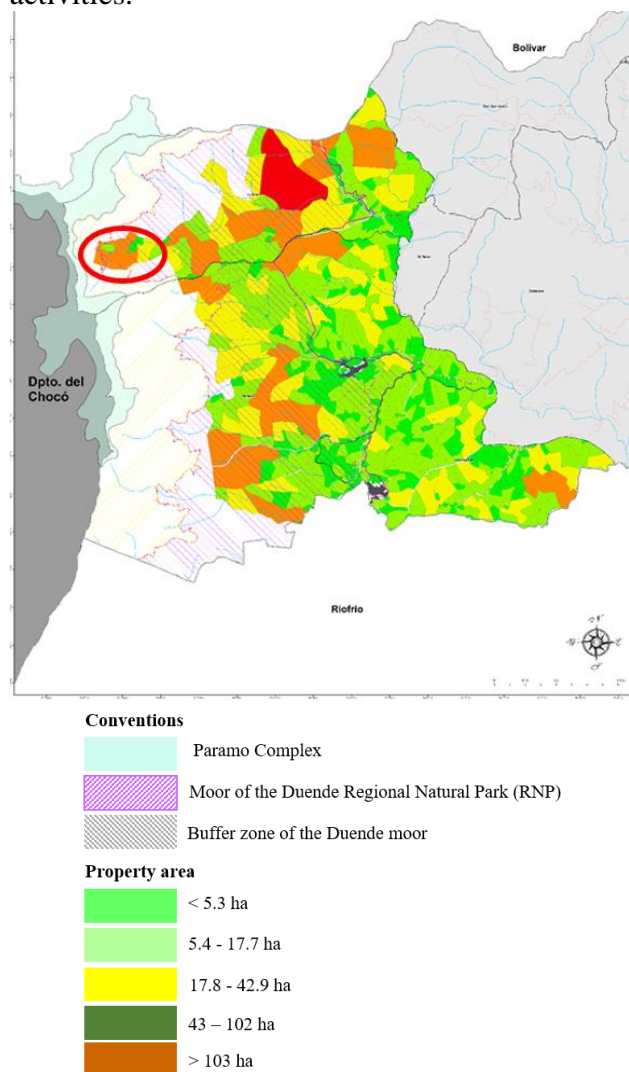 activities.
Bolivar
Dpto. del
Chocó
Riofrio
Conventions
Paramo Complex
Moor of the Duende Regional Natural Park (RNP)
Buffer zone of the Duende moor
Property area
< 5.3 ha
5.4 - 17.7 ha
17.8 - 42.9 ha
43 – 102 ha
> 103 ha